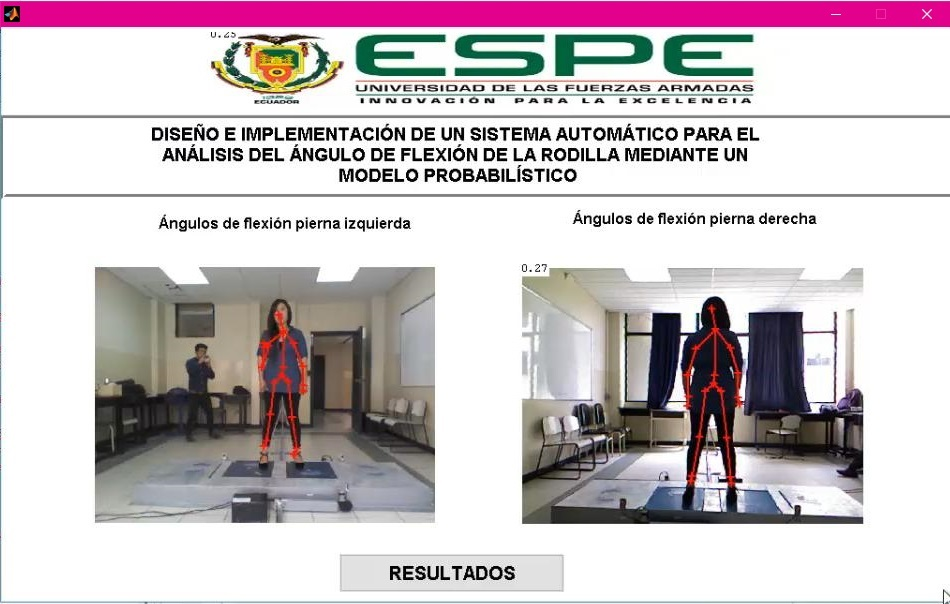 0.25
ECUADOR
ESPE
UNIVERSIDAD DE LAS FUERZAS ARMADAS
INNOVACIÓN PARA LA EXCELENCIA
DISEÑO E IMPLEMENTACIÓN DE UN SISTEMA AUTOMÁTICO PARA EL
ANÁLISIS DEL ÁNGULO DE FLEXIÓN DE LA RODILLA MEDIANTE UN
MODELO PROBABILÍSTICO
Ángulos de flexión pierna izquierda
Ángulos de flexión pierna derecha
0.27
RESULTADOS